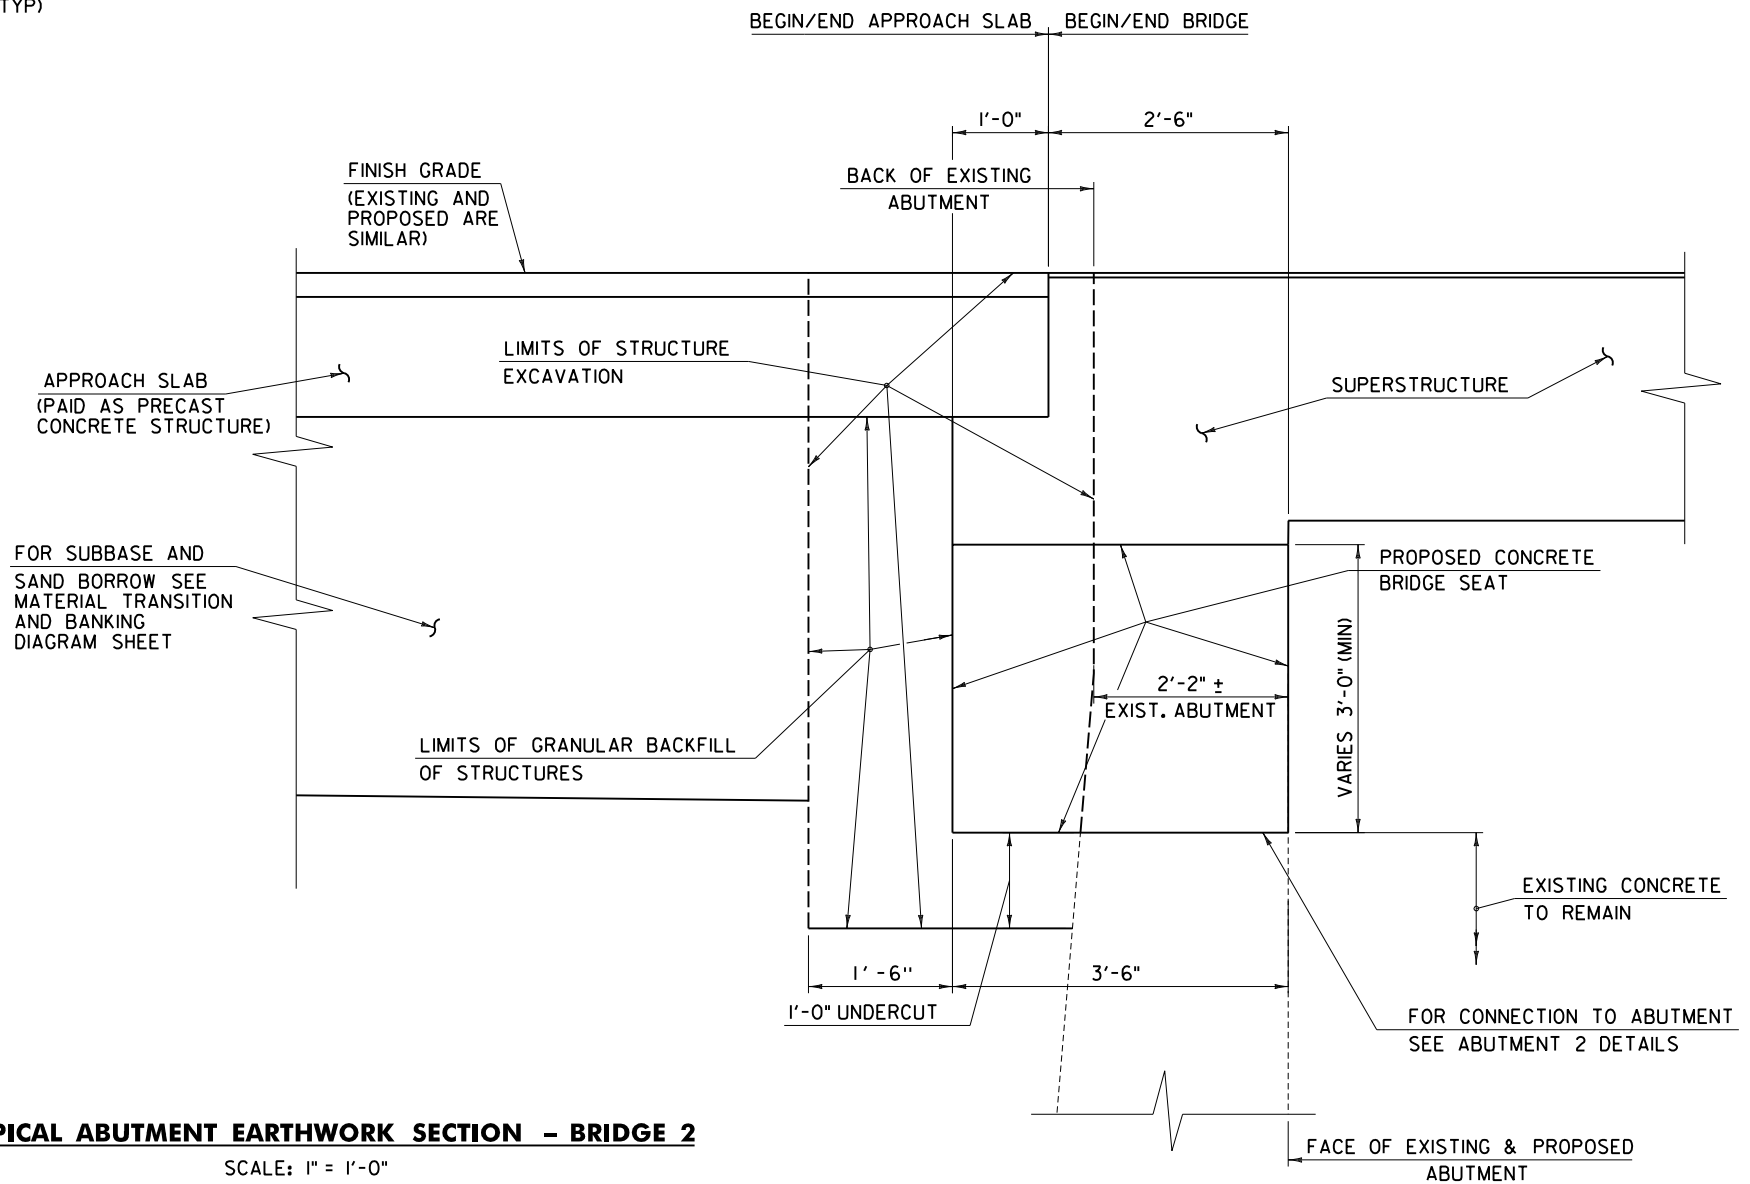 TYP)
BEGIN/END APPROACH SLAB
BEGIN/END BRIDGE
1'-0"
2'-6"
FINISH GRADE
(EXISTING AND
PROPOSED ARE
SIMILAR)
BACK OF EXISTING
ABUTMENT
LIMITS OF STRUCTURE
EXCAVATION
APPROACH SLAB
(PAID AS PRECAST
CONCRETE STRUCTURE)
SUPERSTRUCTURE
FOR SUBBASE AND
SAND BORROW SEE
MATERIAL TRANSITION
AND BANKING
DIAGRAM SHEET
PROPOSED CONCRETE
BRIDGE SEAT
VARIES 3'-0" (MIN)
2'-2" ±
EXIST. ABUTMENT
LIMITS OF GRANULAR BACKFILL
OF STRUCTURES
EXISTING CONCRETE
TO REMAIN
1'-6"
3'-6"
1'-0" UNDERCUT
FOR CONNECTION TO ABUTMENT
SEE ABUTMENT 2 DETAILS
PICAL ABUTMENT EARTHWORK SECTION - BRIDGE 2
SCALE: 1" = 1'-0"
FACE OF EXISTING & PROPOSED
ABUTMENT